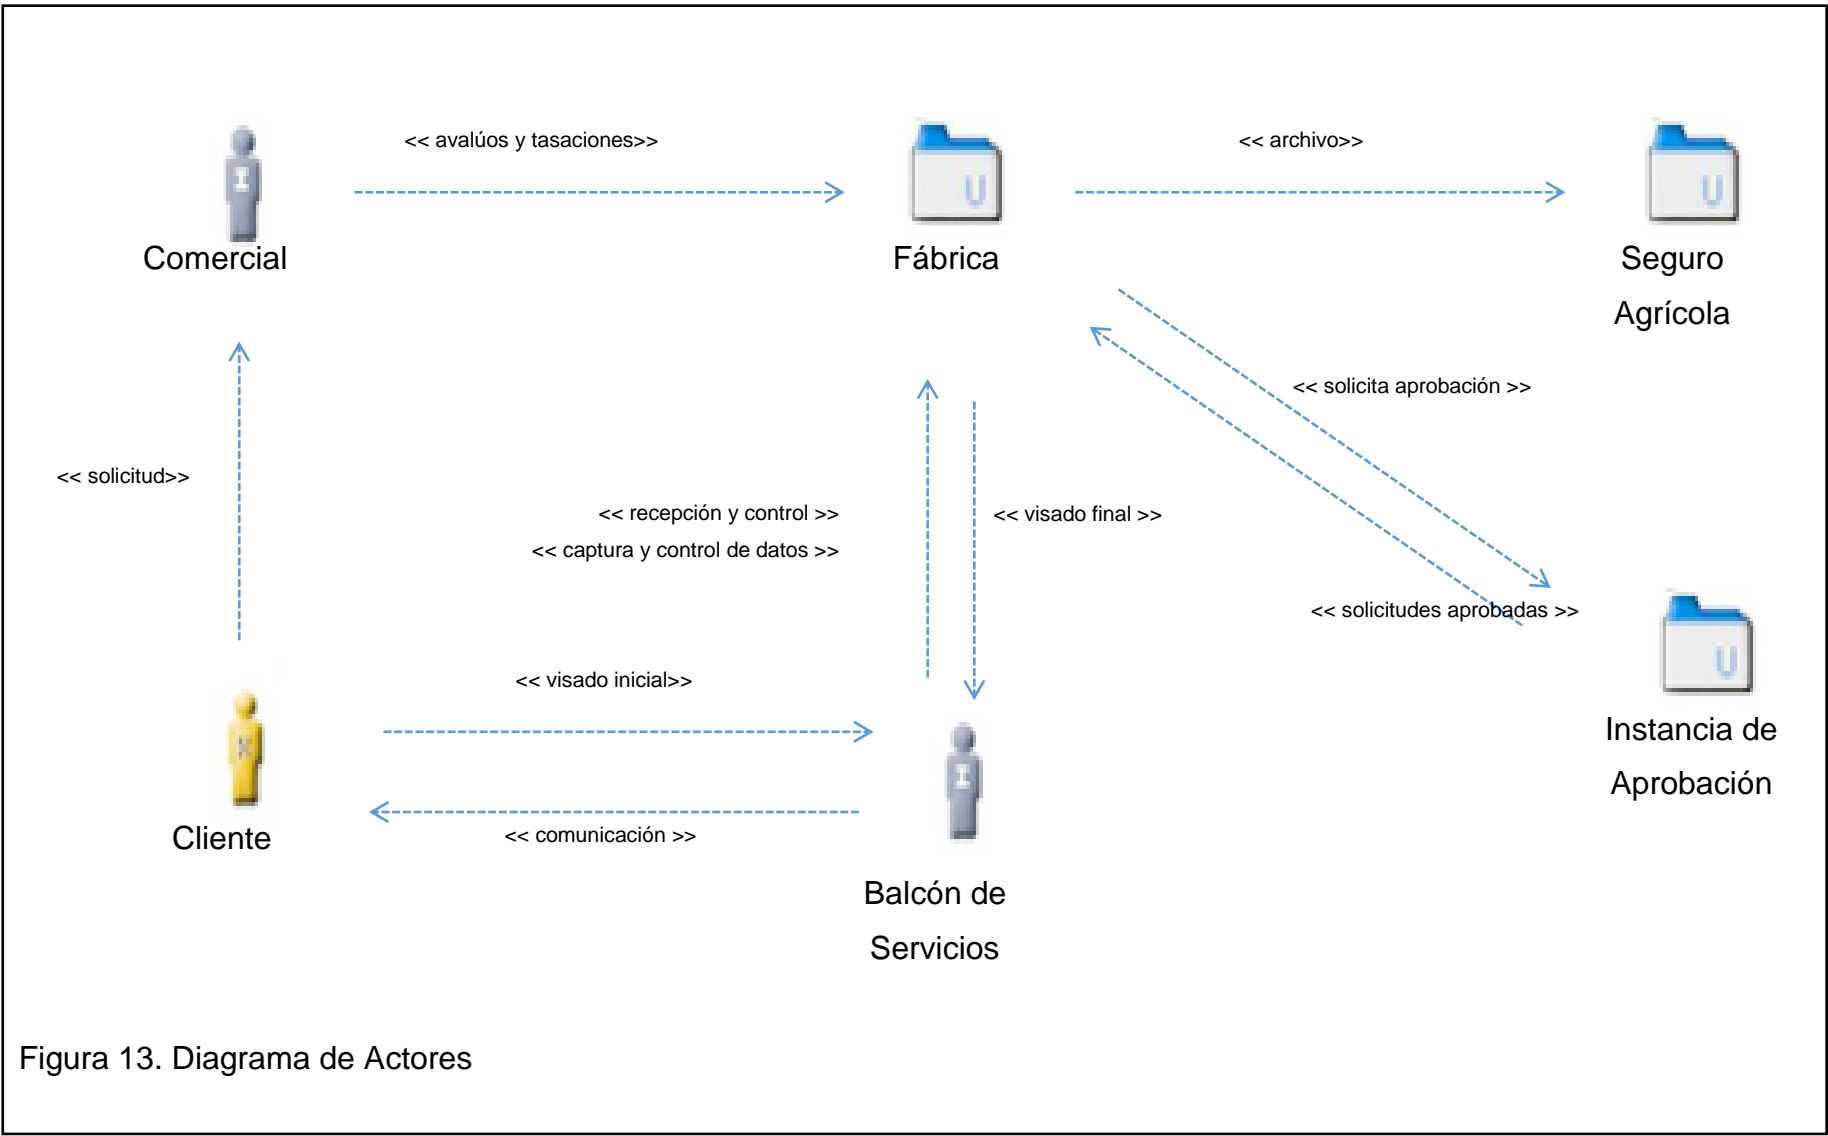 << avalúos y tasaciones>>
<< archivo>>
I
U
U
Comercial
Fábrica
Seguro
Agrícola
<< solicita aprobación >>
<< solicitud>>
<< recepción y control >>
<< captura y control de datos >>
<< visado final >>
<< solicitudes aprobadas >>
U
<< visado inicial>>
X
I
Instancia de
Aprobación
Cliente
<< comunicación >>
Balcón de
Servicios
Figura 13. Diagrama de Actores